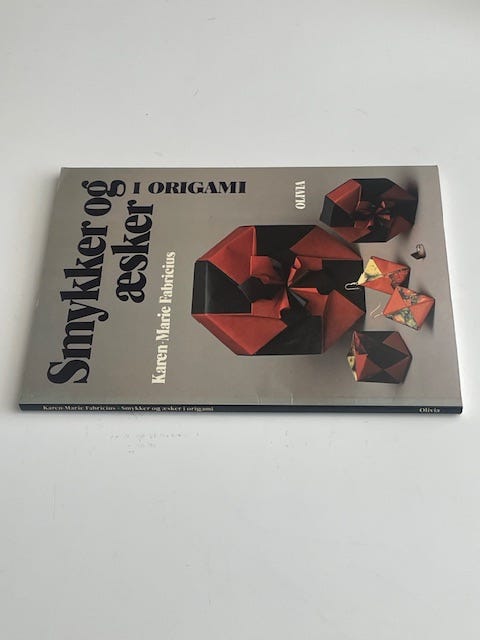 Smykker og
æsker
I ORIGAMI
Karen-Marie Fabricius
OLIVIA
Karen-Marie Fabricius · Smykker og æsker i origami
Olivia